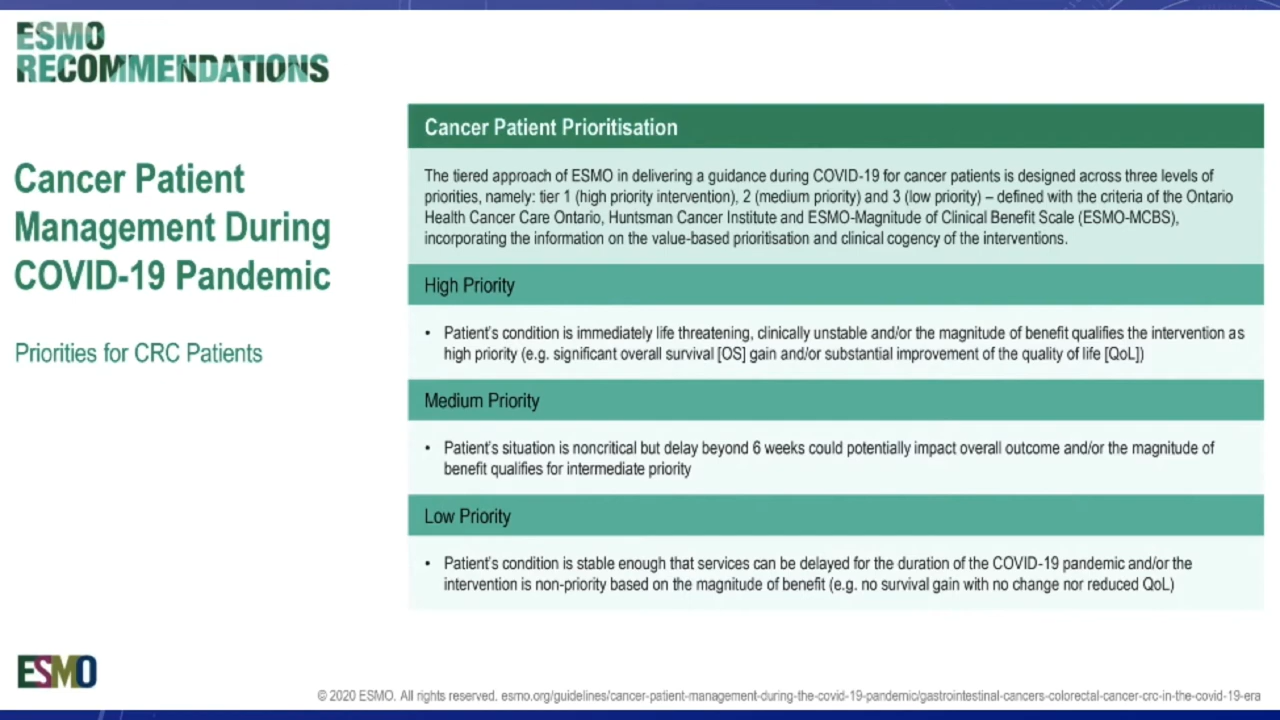 ESMO
RECOMMENDATIONS
Cancer Patient
Management During
COVID-19 Pandemic
Priorities for CRC Patients
Cancer Patient Prioritisation
The tiered approach of ESMO in delivering a guidance during COVID-19 for cancer patients is designed across three levels of
priorities, namely: tier 1 (high priority intervention), 2 (medium priority) and 3 (low priority) – defined with the criteria of the Ontario
Health Cancer Care Ontario, Huntsman Cancer Institute and ESMO-Magnitude of Clinical Benefit Scale (ESMO-MCBS),
incorporating the information on the value-based prioritisation and clinical cogency of the interventions.
High Priority
• Patient's condition is immediately life threatening, clinically unstable and/or the magnitude of benefit qualifies the intervention as
high priority (e.g. significant overall survival [OS] gain and/or substantial improvement of the quality of life [QoL])
Medium Priority
• Patient's situation is noncritical but delay beyond 6 weeks could potentially impact overall outcome and/or the magnitude of
benefit qualifies for intermediate priority
Low Priority
• Patient's condition is stable enough that services can be delayed for the duration of the COVID-19 pandemic and/or the
intervention is non-priority based on the magnitude of benefit (e.g. no survival gain with no change nor reduced QoL)
ESMO
© 2020 ESMO. All rights reserved. esmo.org/guidelines/cancer-patient-management-during-the-covid-19-pandemic/gastrointestinal-cancers-colorectal-cancer-crc-in-the-covid-19-era